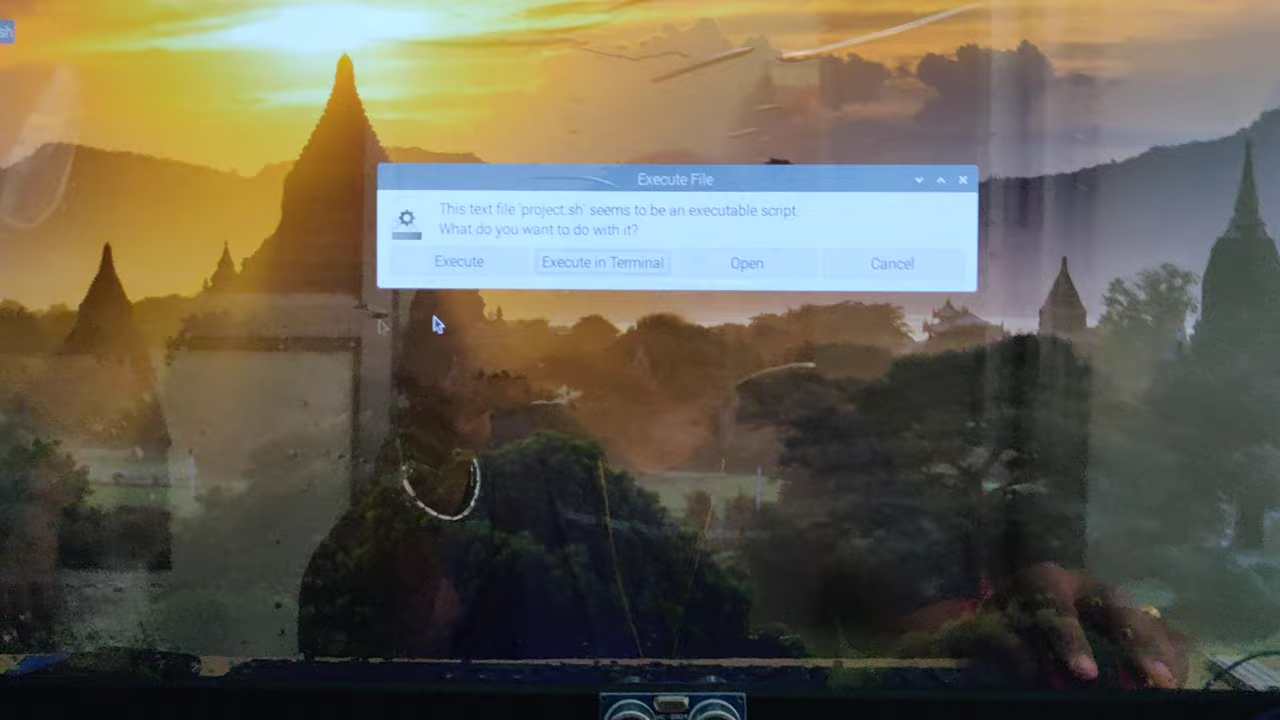 sh
Execute File
This text file 'project.sh' seems to be an executable script.
What do you want to do with it?
Execute
Execute in Terminal
Open
Cancel